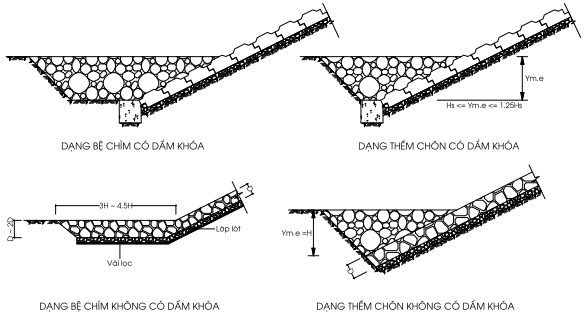 Ym.e
Hs <= Ym.e <= 1.25Hs
DẠNG BỆ CHÌM CÓ DẦM KHÓA
DẠNG THỀM CHÔN CÓ DẦM KHÓA
3H ~ 4.5H
D ~ 2D
Lớp lót
Vải lọc
D
Ym.e =H
D
DẠNG BỆ CHÌM KHÔNG CÓ DẦM KHÓA
DẠNG THỀM CHÔN KHÔNG CÓ DẦM KHÓA